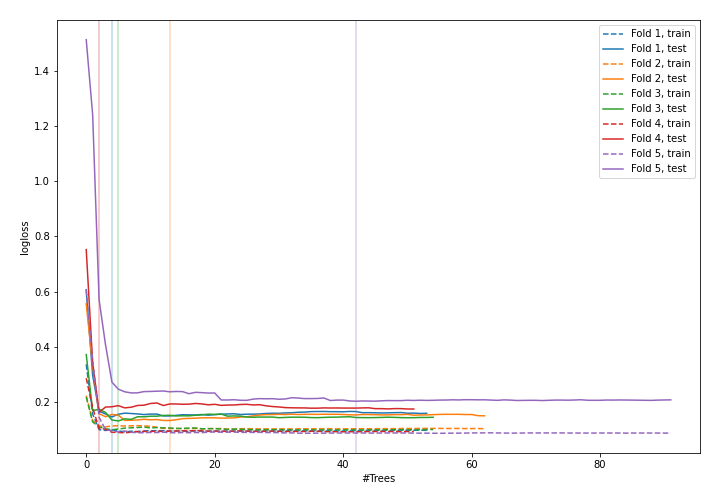 1.4
1.2
1.0
0.8
0.6
0.4
0.2
logloss
0
20
40
60
80
#Trees
Fold 1, train
Fold 1, test
Fold 2, train
Fold 2, test
Fold 3, train
Fold 3, test
Fold 4, train
Fold 4, test
Fold 5, train
Fold 5, test